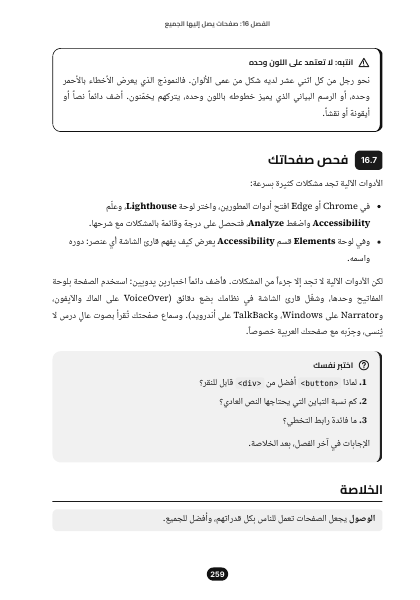 الفصل 16: صفحات يصل إليها الجميع
انتبه: لا تعتمد على اللون وحده
نحو رجل من كل اثني عشر لديه شكل من عمى الألوان. فالنموذج الذي يعرض الأخطاء بالأحمر
وحده، أو الرسم البياني الذي يميز خطوطه باللون وحده، يتركهم يخمّنون. أضف دائماً نصاً أو
أيقونة أو نقشاً.
16.7 فحص صفحاتك
الأدوات الآلية تجد مشكلات كثيرة بسرعة:
• في Chrome أو Edge افتح أدوات المطورين، واختر لوحة Lighthouse، وعلّم
Accessibility واضغط Analyze، فتحصل على درجة وقائمة بالمشكلات مع شرحها.
• وفي لوحة Elements قسم Accessibility يعرض كيف يفهم قارئ الشاشة أي عنصر: دوره
واسمه.
لكن الأدوات الآلية لا تجد إلا جزءاً من المشكلات. فأضف دائماً اختبارين يدويين: استخدم الصفحة بلوحة
المفاتيح وحدها، وشغّل قارئ الشاشة في نظامك بضع دقائق (VoiceOver على الماك والآيفون،
وNarrator على Windows، وTalkBack على أندرويد). وسماع صفحتك تُقرأ بصوت عالٍ درس لا
يُنسى، وجرّبه مع صفحتك العربية خصوصاً.
اختبر نفسك
1. لماذا <button> أفضل من <div> قابل للنقر؟
2. كم نسبة التباين التي يحتاجها النص العادي؟
3. ما فائدة رابط التخطي؟
الإجابات في آخر الفصل، بعد الخلاصة.
الخلاصة
الوصول يجعل الصفحات تعمل للناس بكل قدراتهم، وأفضل للجميع.
259